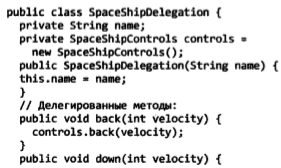 public class SpaceShipDelegation {
private String name;
private SpaceShipControls controls =
new SpaceShipControls();
public SpaceShipDelegation(String name) {
this.name = name;
}
// Делегированные методы:
public void back(int velocity) {
controls.back(velocity);
}
public void down(int velocity) {